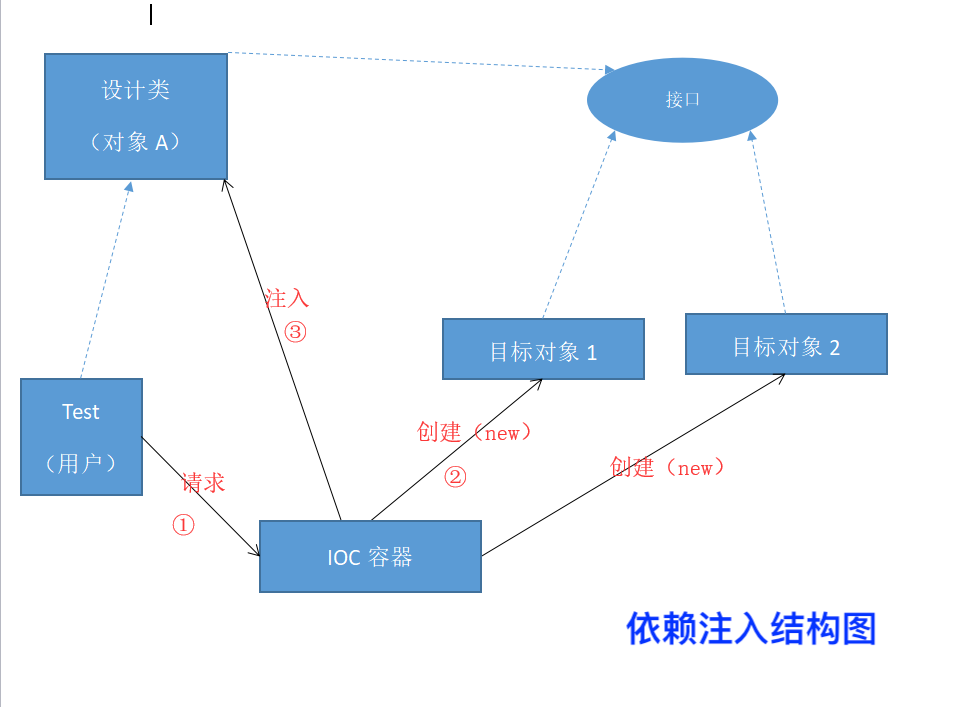 设计类
（对象 A）
接口
注入
③
目标对象 1
目标对象 2
Test
（用户）
创建（new）
②
创建（new）
请求
①
IOC 容器
依赖注入结构图